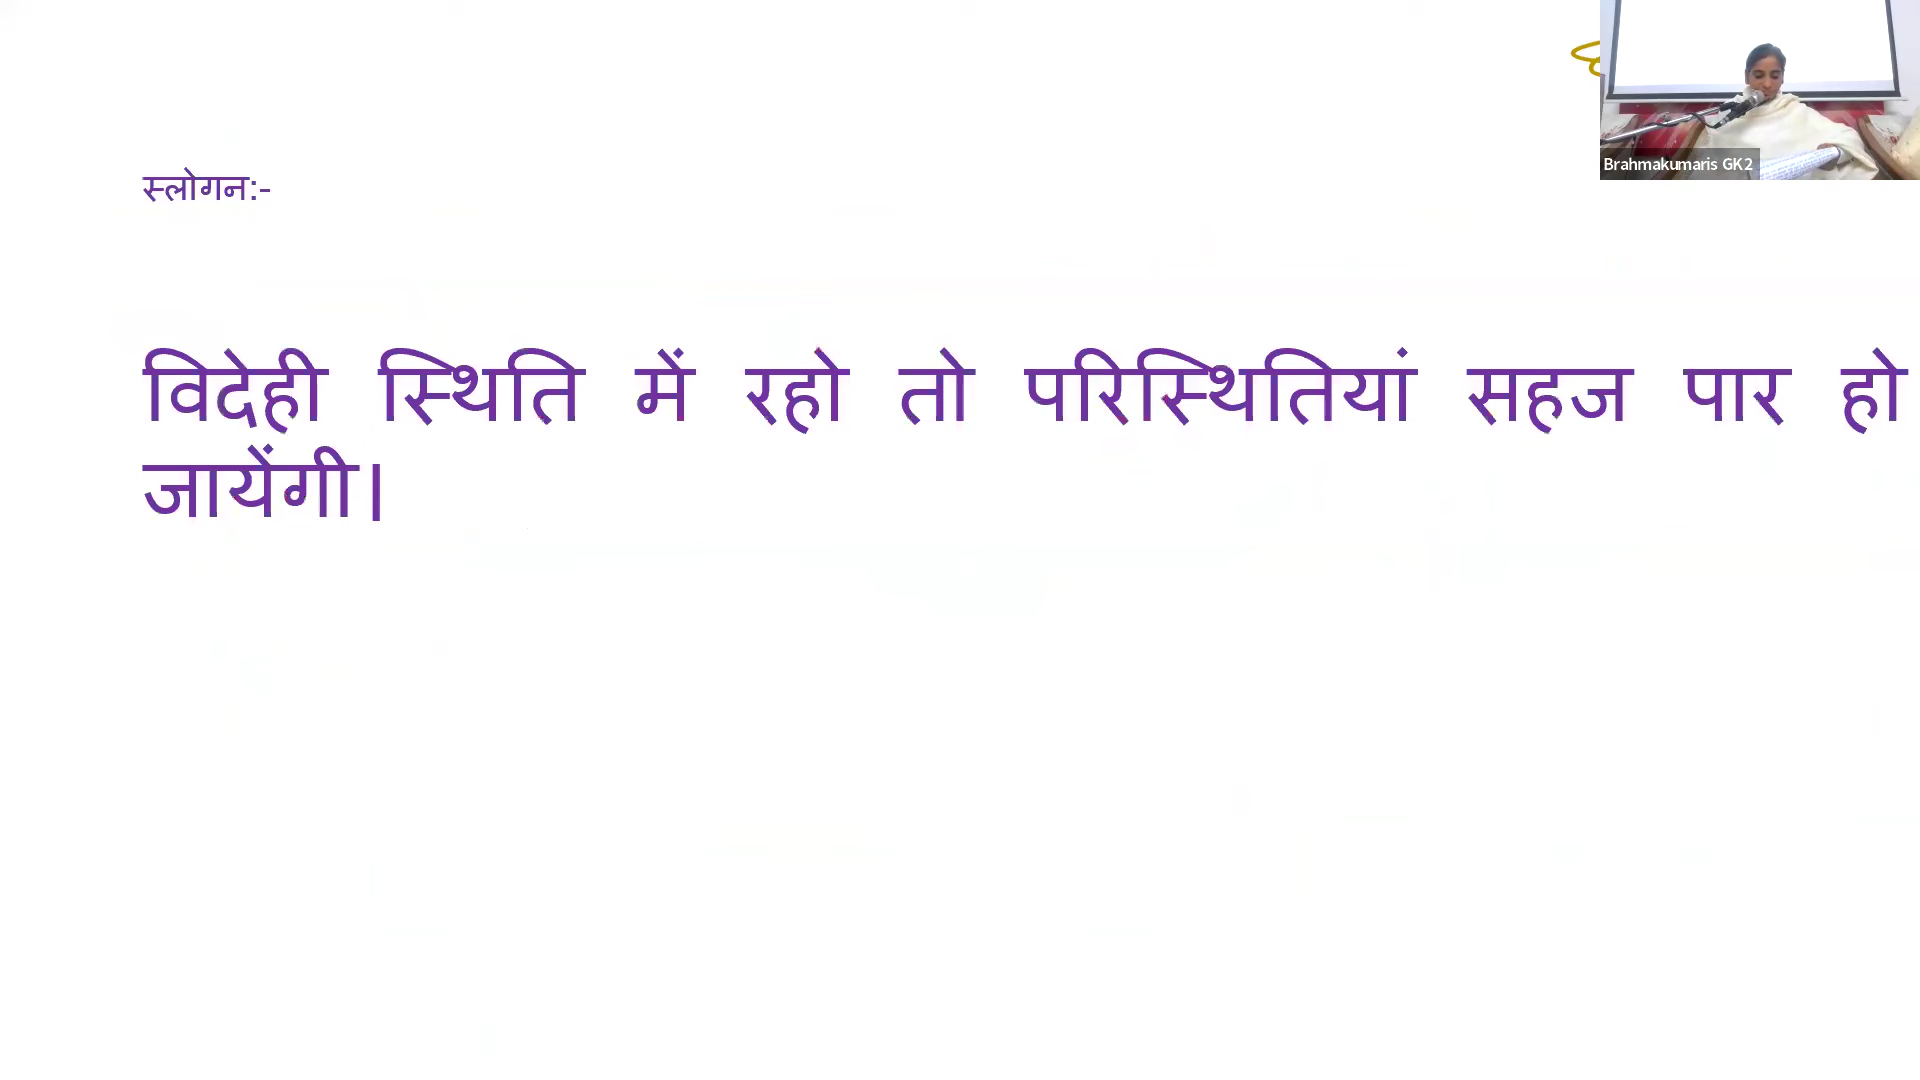 स्लोगन:-
विदेही स्थिति में रहो तो परिस्थितियां सहज पार हो
जायेंगी।
Brahmakumaris GK2